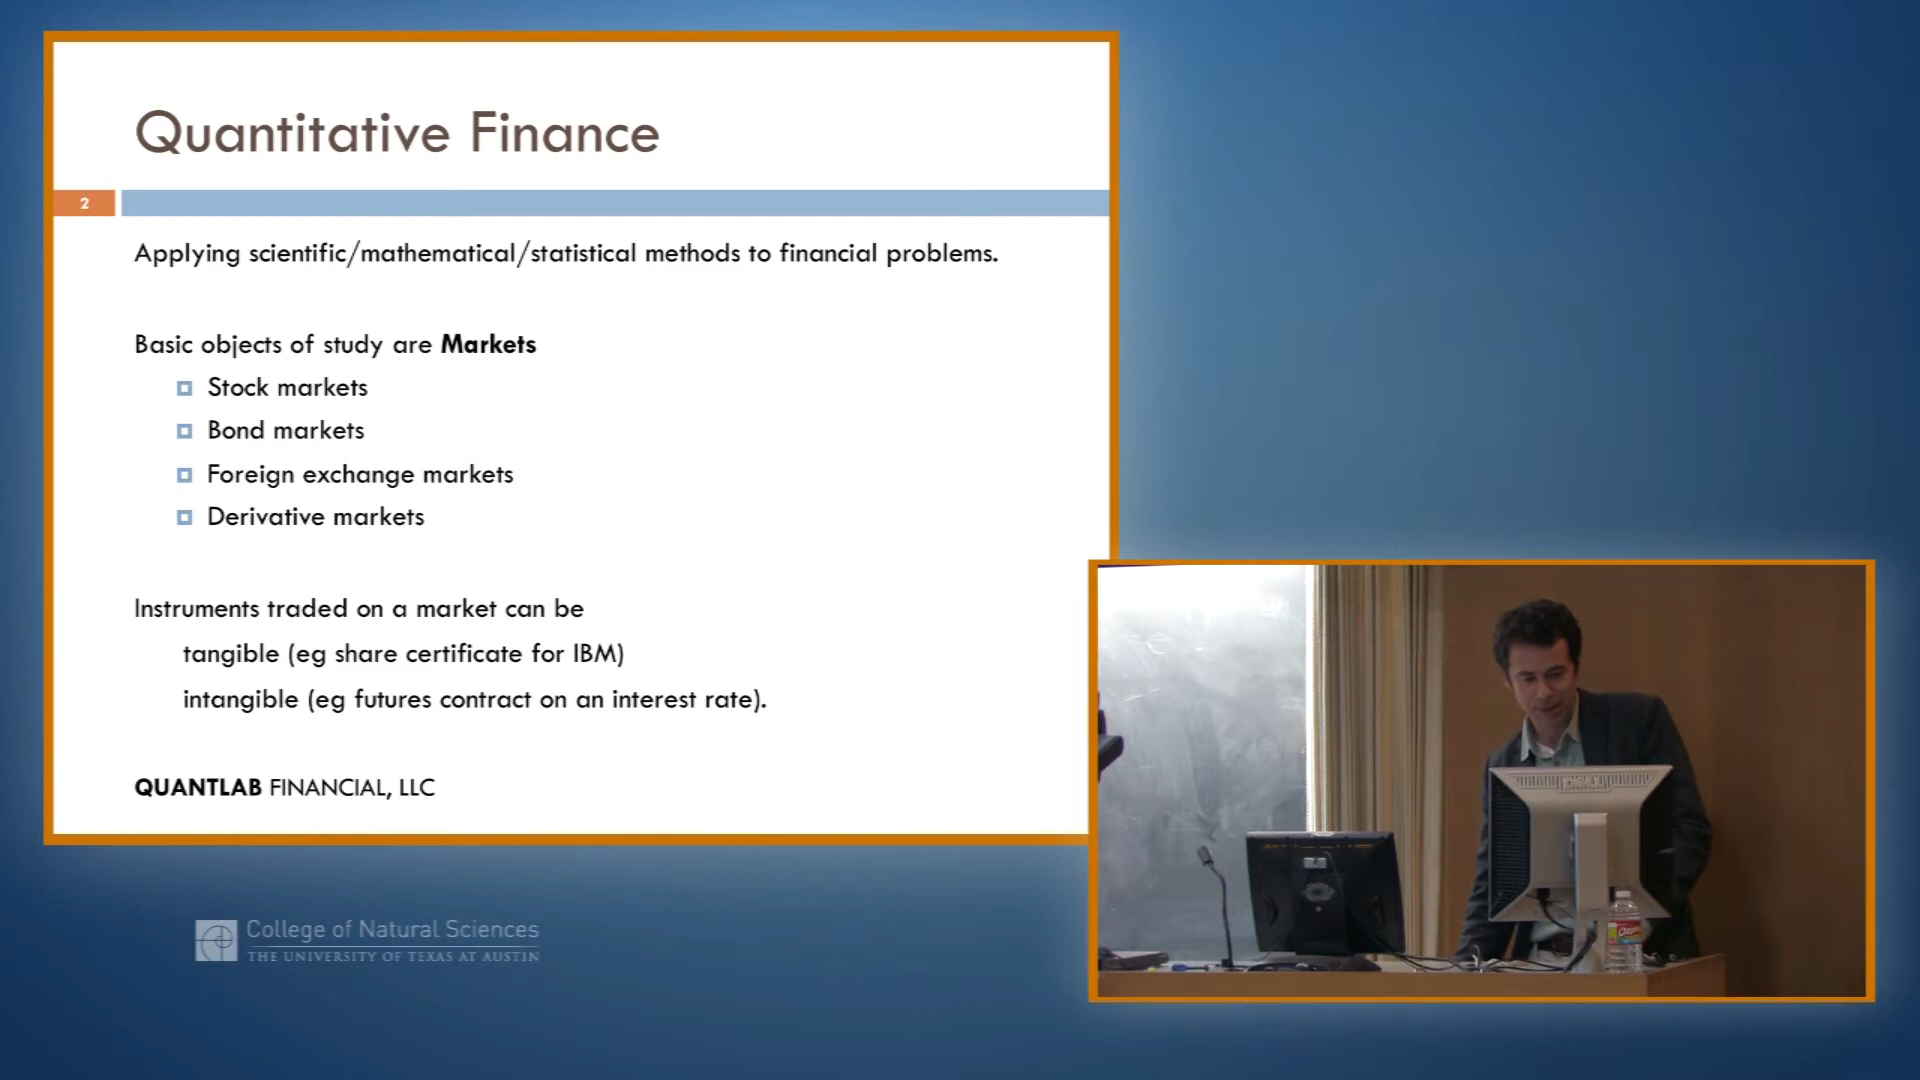 Quantitative Finance
2
Applying scientific/mathematical/statistical methods to financial problems.
Basic objects of study are Markets
Stock markets
Bond markets
Foreign exchange markets
Derivative markets
Instruments traded on a market can be
tangible (eg share certificate for IBM)
intangible (eg futures contract on an interest rate).
QUANTLAB FINANCIAL, LLC
College of Natural Sciences
THE UNIVERSITY OF TEXAS AT AUSTIN